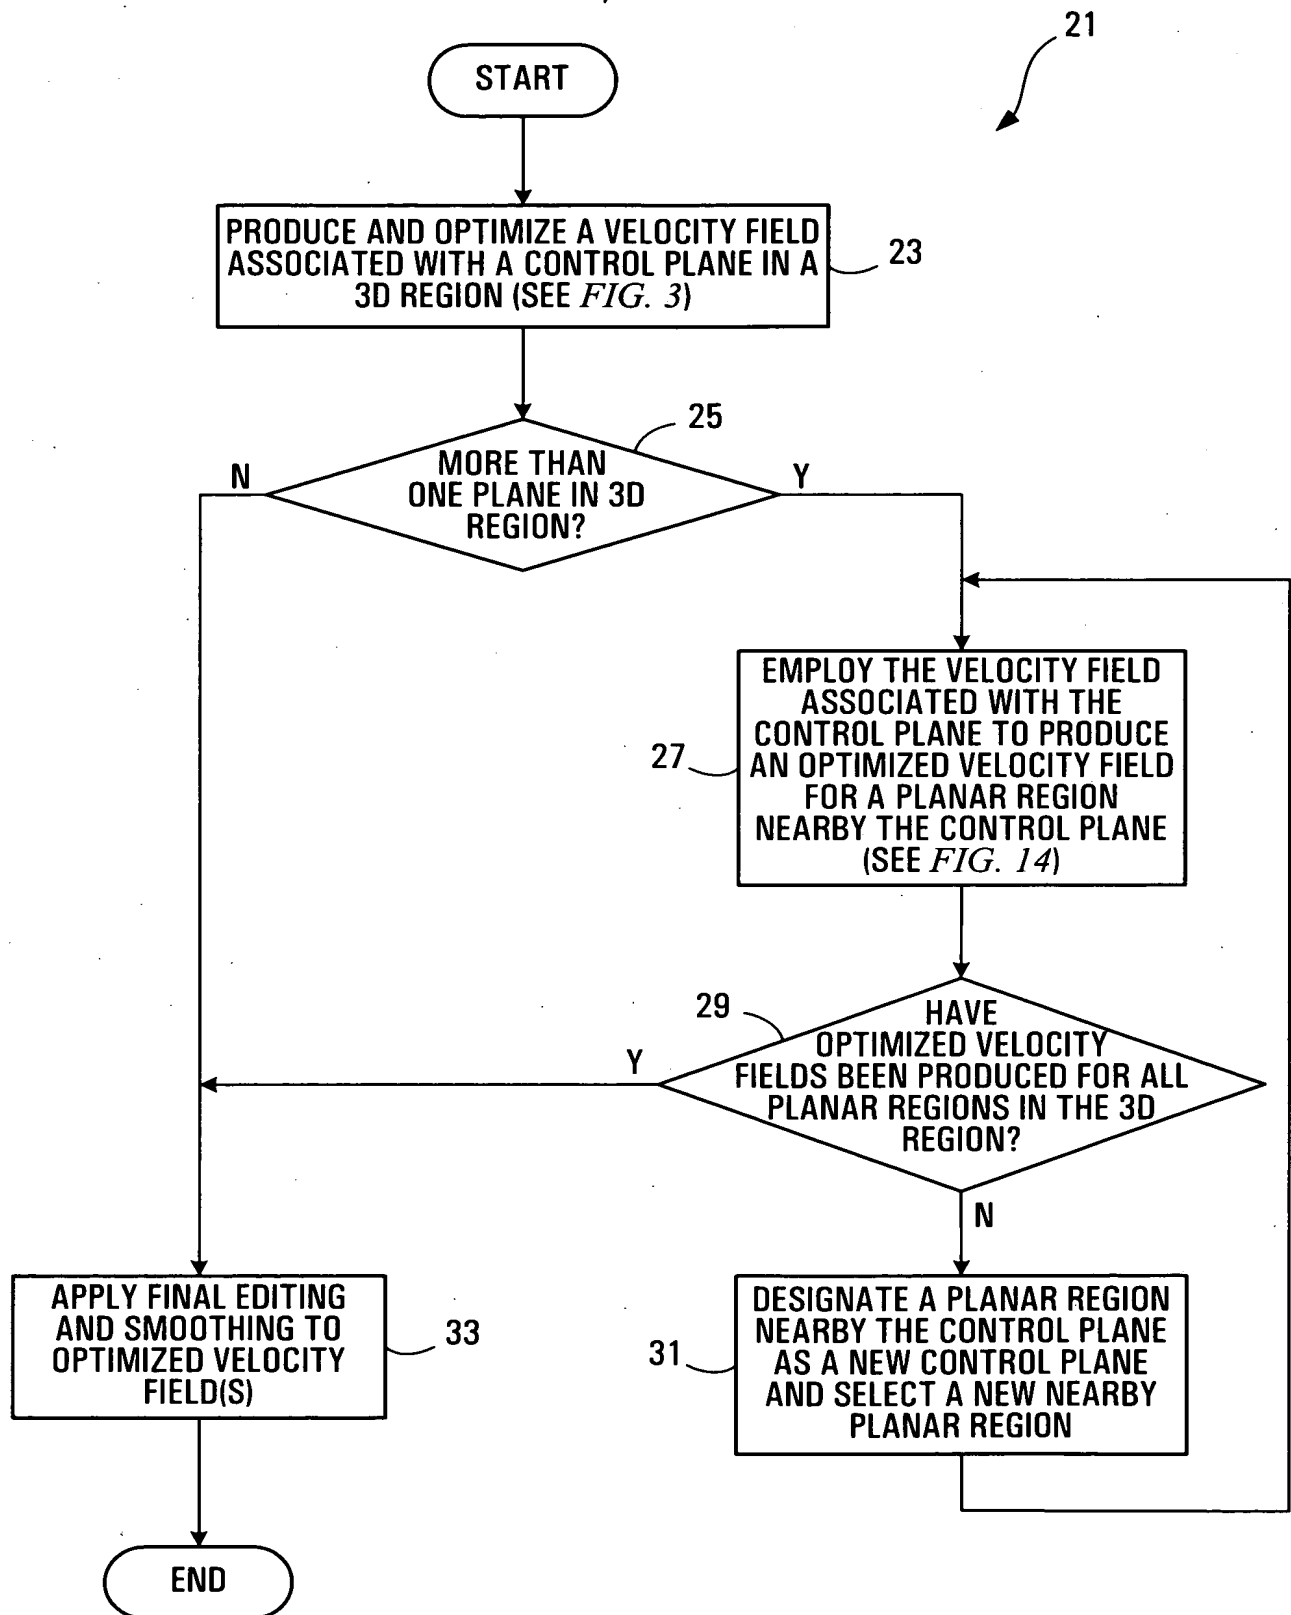 21
START
PRODUCE AND OPTIMIZE A VELOCITY FIELD
ASSOCIATED WITH A CONTROL PLANE IN A
3D REGION (SEE FIG. 3)
23
25
MORE THAN
ONE PLANE IN 3D
REGION?
N
Y
EMPLOY THE VELOCITY FIELD
ASSOCIATED WITH THE
CONTROL PLANE TO PRODUCE
AN OPTIMIZED VELOCITY FIELD
FOR A PLANAR REGION
NEARBY THE CONTROL PLANE
(SEE FIG. 14)
27
29
HAVE
OPTIMIZED VELOCITY
FIELDS BEEN PRODUCED FOR ALL
PLANAR REGIONS IN THE 3D
REGION?
Y
N
DESIGNATE A PLANAR REGION
NEARBY THE CONTROL PLANE
AS A NEW CONTROL PLANE
AND SELECT A NEW NEARBY
PLANAR REGION
31
APPLY FINAL EDITING
AND SMOOTHING TO
OPTIMIZED VELOCITY
FIELD(S)
33
END